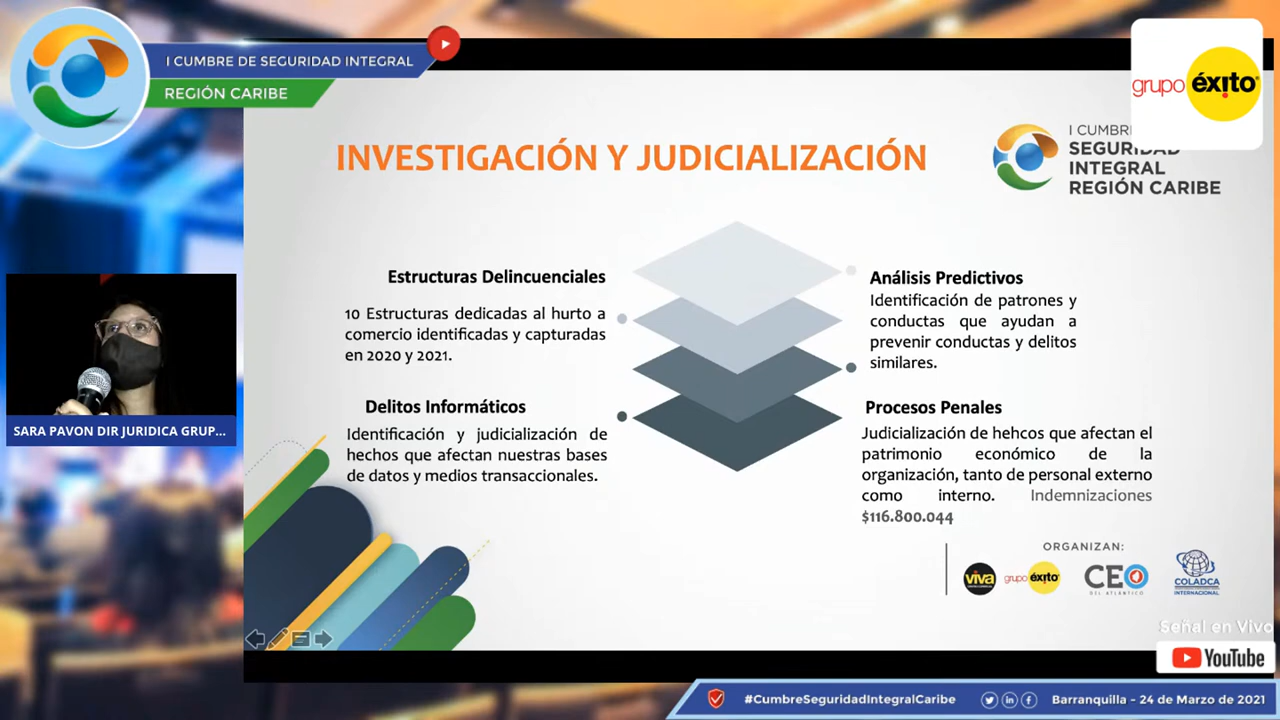 I CUMBRE DE SEGURIDAD INTEGRAL
REGIÓN CARIBE
grupo éxito
INVESTIGACIÓN Y JUDICIALIZACIÓN
I CUMBR
SEGURIDAD
INTEGRAL
REGIÓN CARIBE
Estructuras Delincuenciales
10 Estructuras dedicadas al hurto a
comercio identificadas y capturadas
en 2020 y 2021.
Análisis Predictivos
Identificación de patrones y
conductas que ayudan a
prevenir conductas y delitos
similares.
Delitos Informáticos
Identificación y judicialización de
hechos que afectan nuestras bases
de datos y medios transaccionales.
Procesos Penales
Judicialización de hehcos que afectan el
patrimonio económico de la
organización, tanto de personal externo
como interno. Indemnizaciones
$116.800.044
SARA PAVON DIR JURIDICA GRUP...
ORGANIZAN:
viva
grupo éxito
CEO
DEL ATLÁNTICO
COLADCA
INTERNACIONAL
Señal en Vivo
YouTube
#CumbreSeguridadIntegralCaribe
Barranquilla - 24 de Marzo de 2021